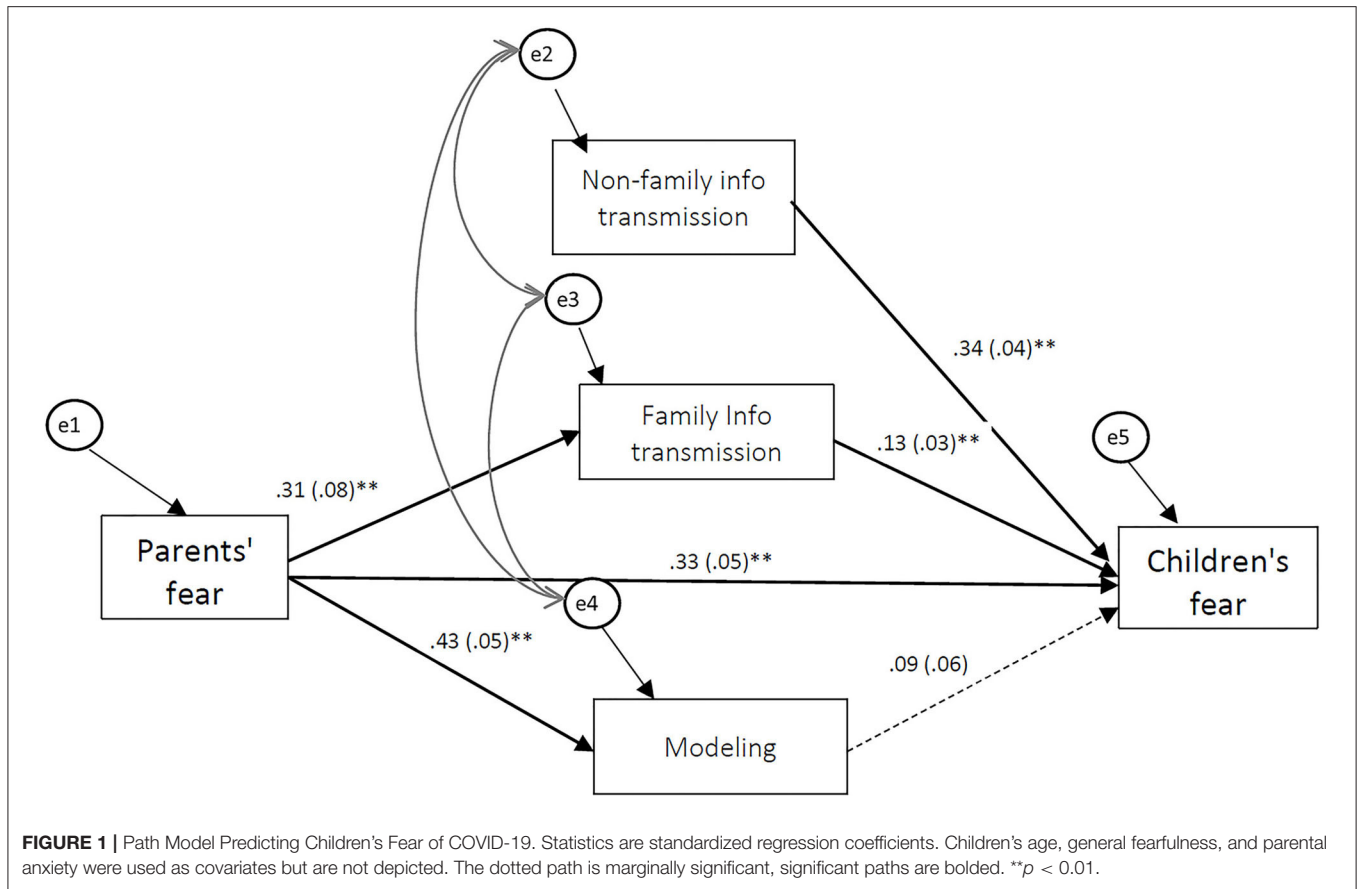 e2
Non-family info
transmission
e3
.34 (.04)**
Family Info
transmission
e1
.13 (.03)**
e5
.31 (.08)**
Parents'
fear
.33 (.05)**
Children's
fear
e4
.43 (.05)**
.09 (.06)
Modeling
FIGURE 1 | Path Model Predicting Children's Fear of COVID-19. Statistics are standardized regression coefficients. Children's age, general fearfulness, and parental
anxiety were used as covariates but are not depicted. The dotted path is marginally significant, significant paths are bolded. **p < 0.01.